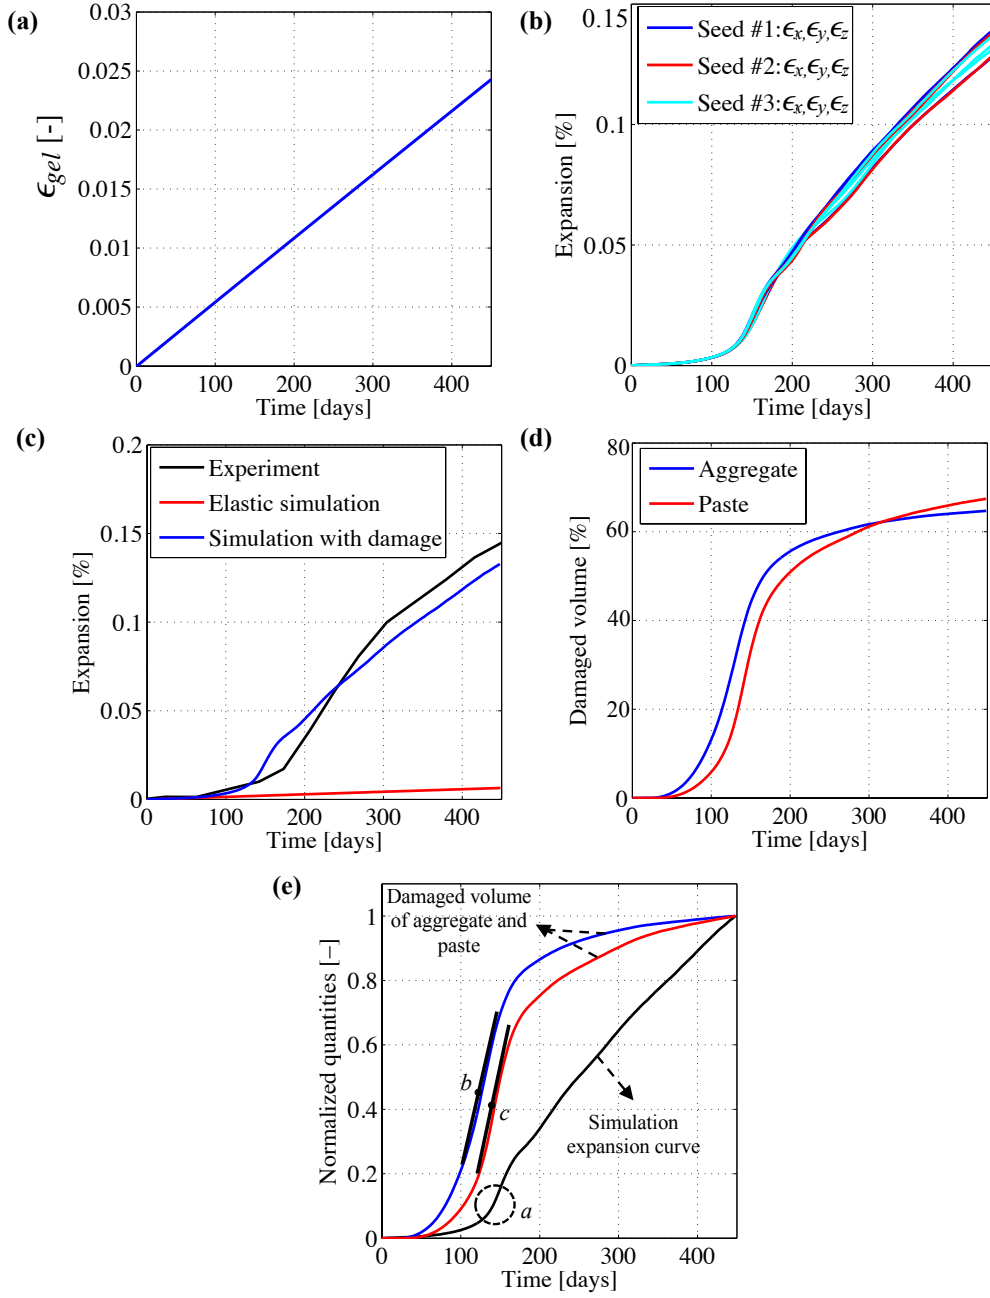 (a)
0.03
0.025
0.02
0.015
0.01
0.005
0
ϵgel [-]
0 100 200 300 400
Time [days]
(b)
0.15
0.1
0.05
0
Expansion [%]
Seed #1:ϵx,ϵy,ϵz
Seed #2:ϵx,ϵy,ϵz
Seed #3:ϵx,ϵy,ϵz
0 100 200 300 400
Time [days]
(c)
0.2
0.15
0.1
0.05
0
Expansion [%]
Experiment
Elastic simulation
Simulation with damage
0 100 200 300 400
Time [days]
(d)
80
60
40
20
0
Damaged volume [%]
Aggregate
Paste
0 100 200 300 400
Time [days]
(e)
1
0.8
0.6
0.4
0.2
0
Normalized quantities [−]
Damaged volume
of aggregate and
paste
b
c
a
Simulation
expansion curve
0 100 200 300 400
Time [days]